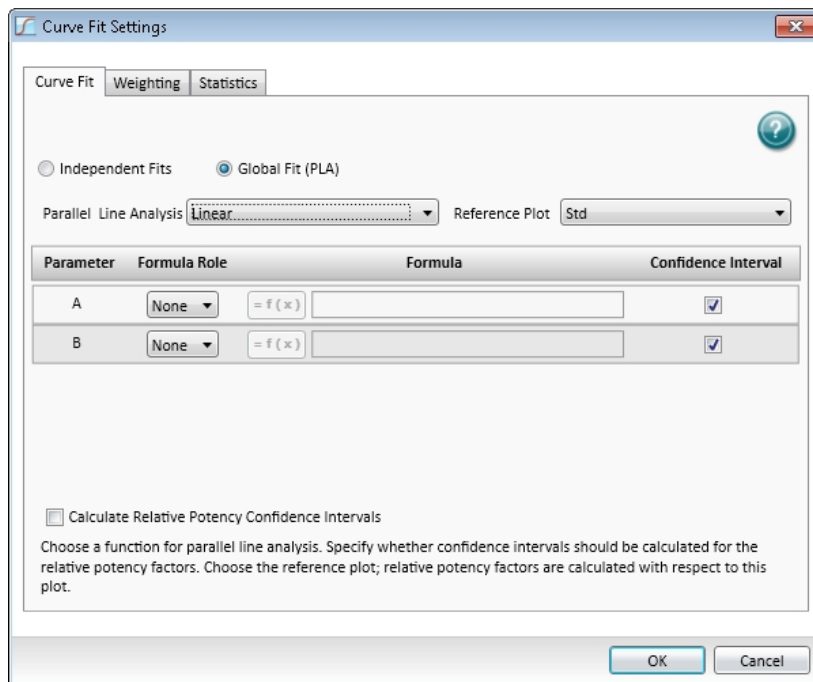 Curve Fit Settings
Curve Fit Weighting Statistics
?
Independent Fits Global Fit (PLA)
Parallel Line Analysis Linear Reference Plot Std
Parameter Formula Role Formula Confidence Interval
A None = f(x)
B None = f(x)
Calculate Relative Potency Confidence Intervals
Choose a function for parallel line analysis. Specify whether confidence intervals should be calculated for the
relative potency factors. Choose the reference plot; relative potency factors are calculated with respect to this
plot.
OK Cancel